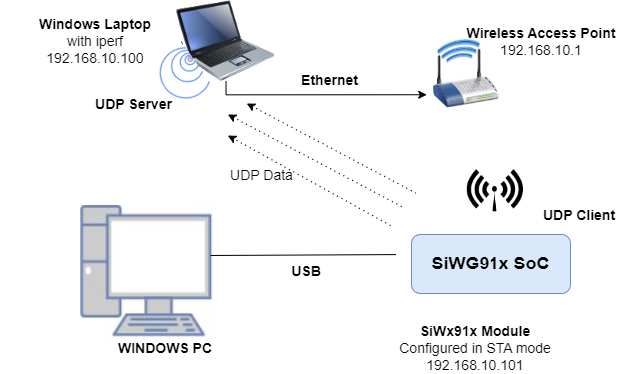 Windows Laptop
with iperf
192.168.10.100
UDP Server
Wireless Access Point
192.168.10.1
Ethernet
UDP Data
UDP Client
SiWG91x SoC
USB
WINDOWS PC
SiWx91x Module
Configured in STA mode
192.168.10.101